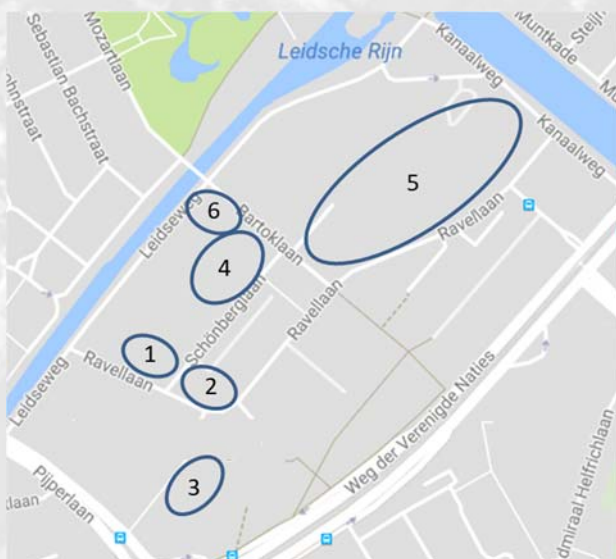 Sebastian Bachstraat
Mozartlaan
Leidsche Rijn
Kanaalweg
Muntkade
Kanaalweg
Leidseweg
6
Bartoklaan
5
Ravellaan
4
Schönberglaan
Ravellaan
1
Ravellaan
2
Leidseweg
3
Weg der Verenigde Naties
Pijperlaan
klaan